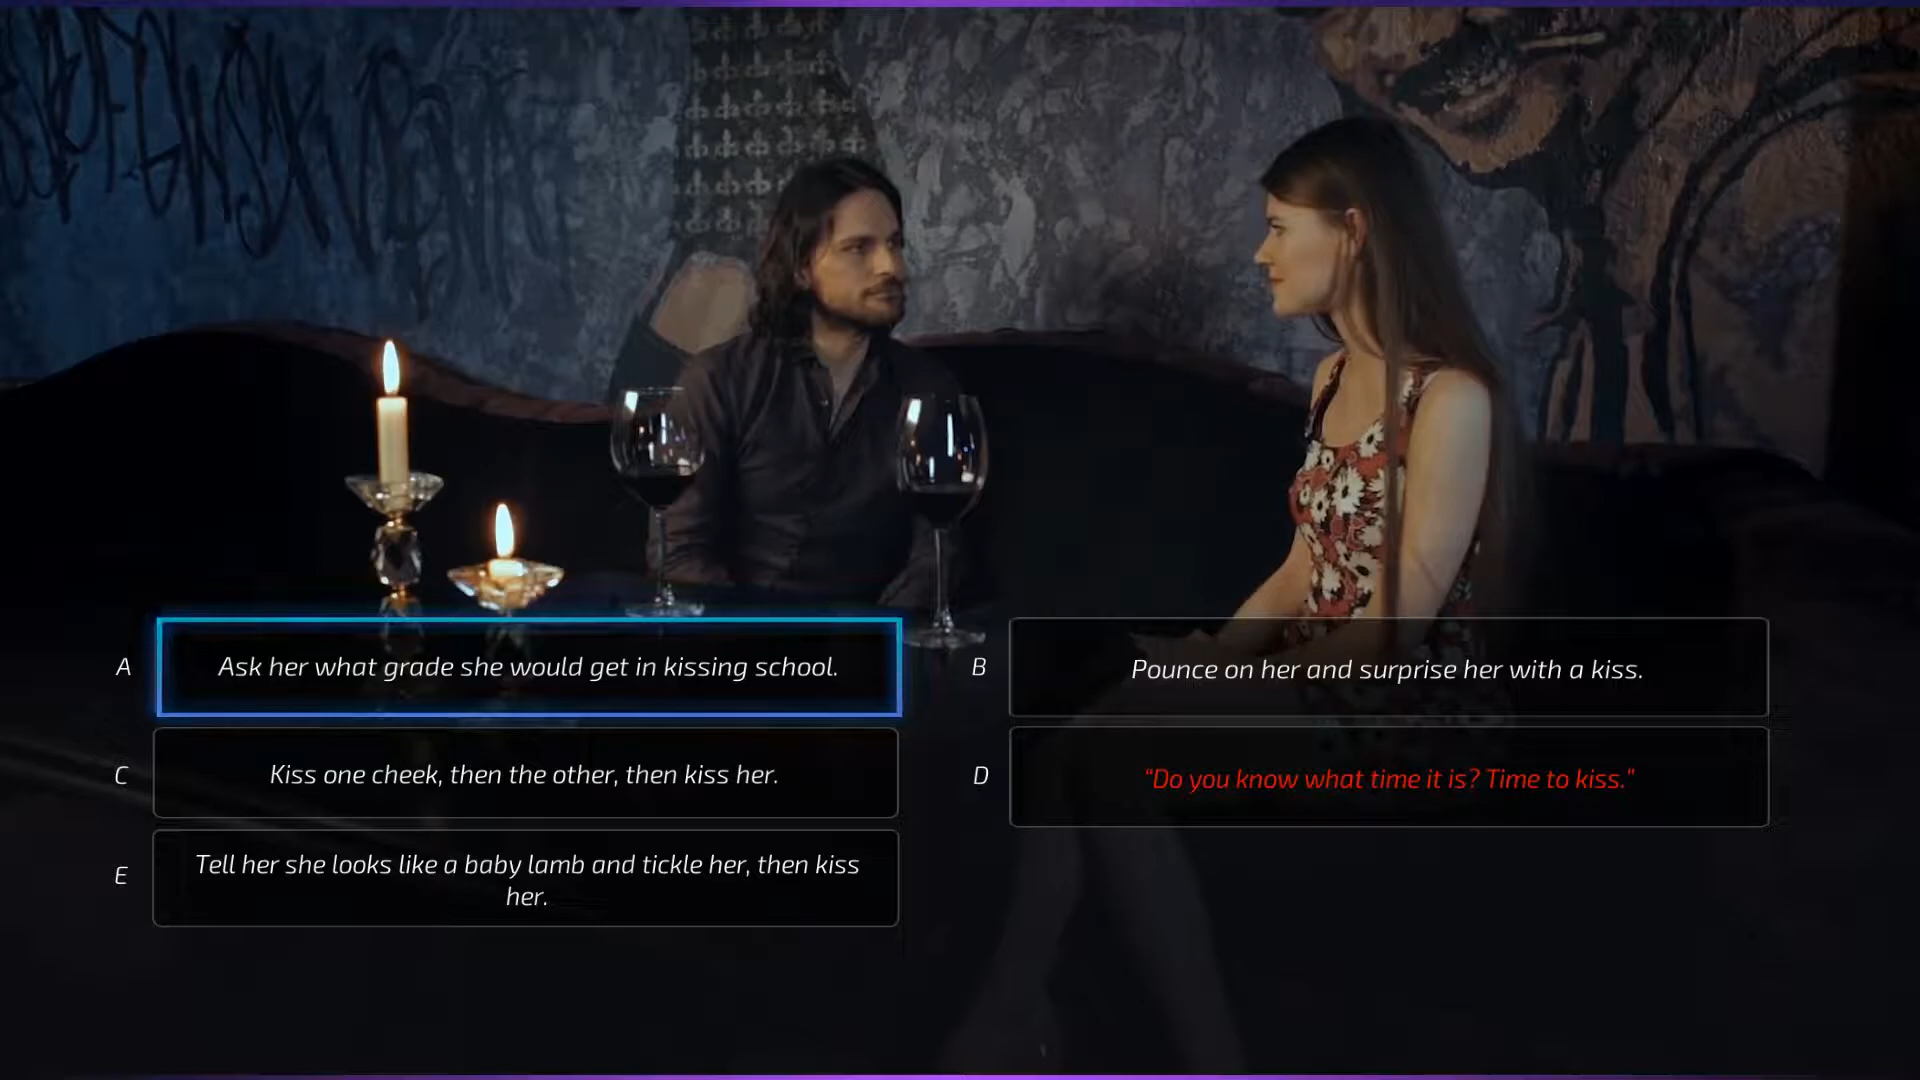 A
Ask her what grade she would get in kissing school.
B
Pounce on her and surprise her with a kiss.
C
Kiss one cheek, then the other, then kiss her.
D
"Do you know what time it is? Time to kiss."
E
Tell her she looks like a baby lamb and tickle her, then kiss
her.